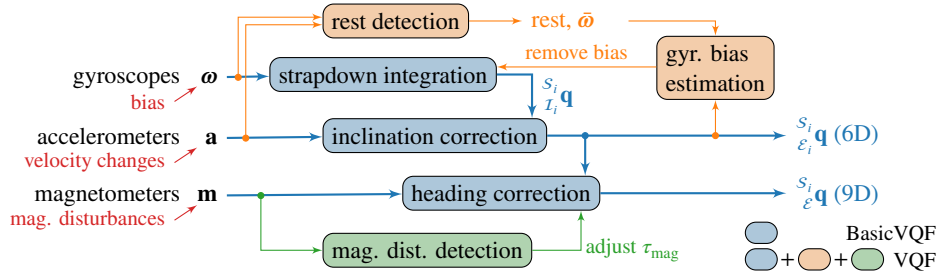 rest detection
rest, ω̄
remove bias
gyr. bias
estimation
gyroscopes ω
bias
strapdown integration
𝒮ᵢ ℐᵢ q
accelerometers a
velocity changes
inclination correction
𝒮ᵢ ℰᵢ q (6D)
magnetometers m
mag. disturbances
heading correction
𝒮ᵢ ℰ q (9D)
mag. dist. detection
adjust τmag
BasicVQF
+ + VQF